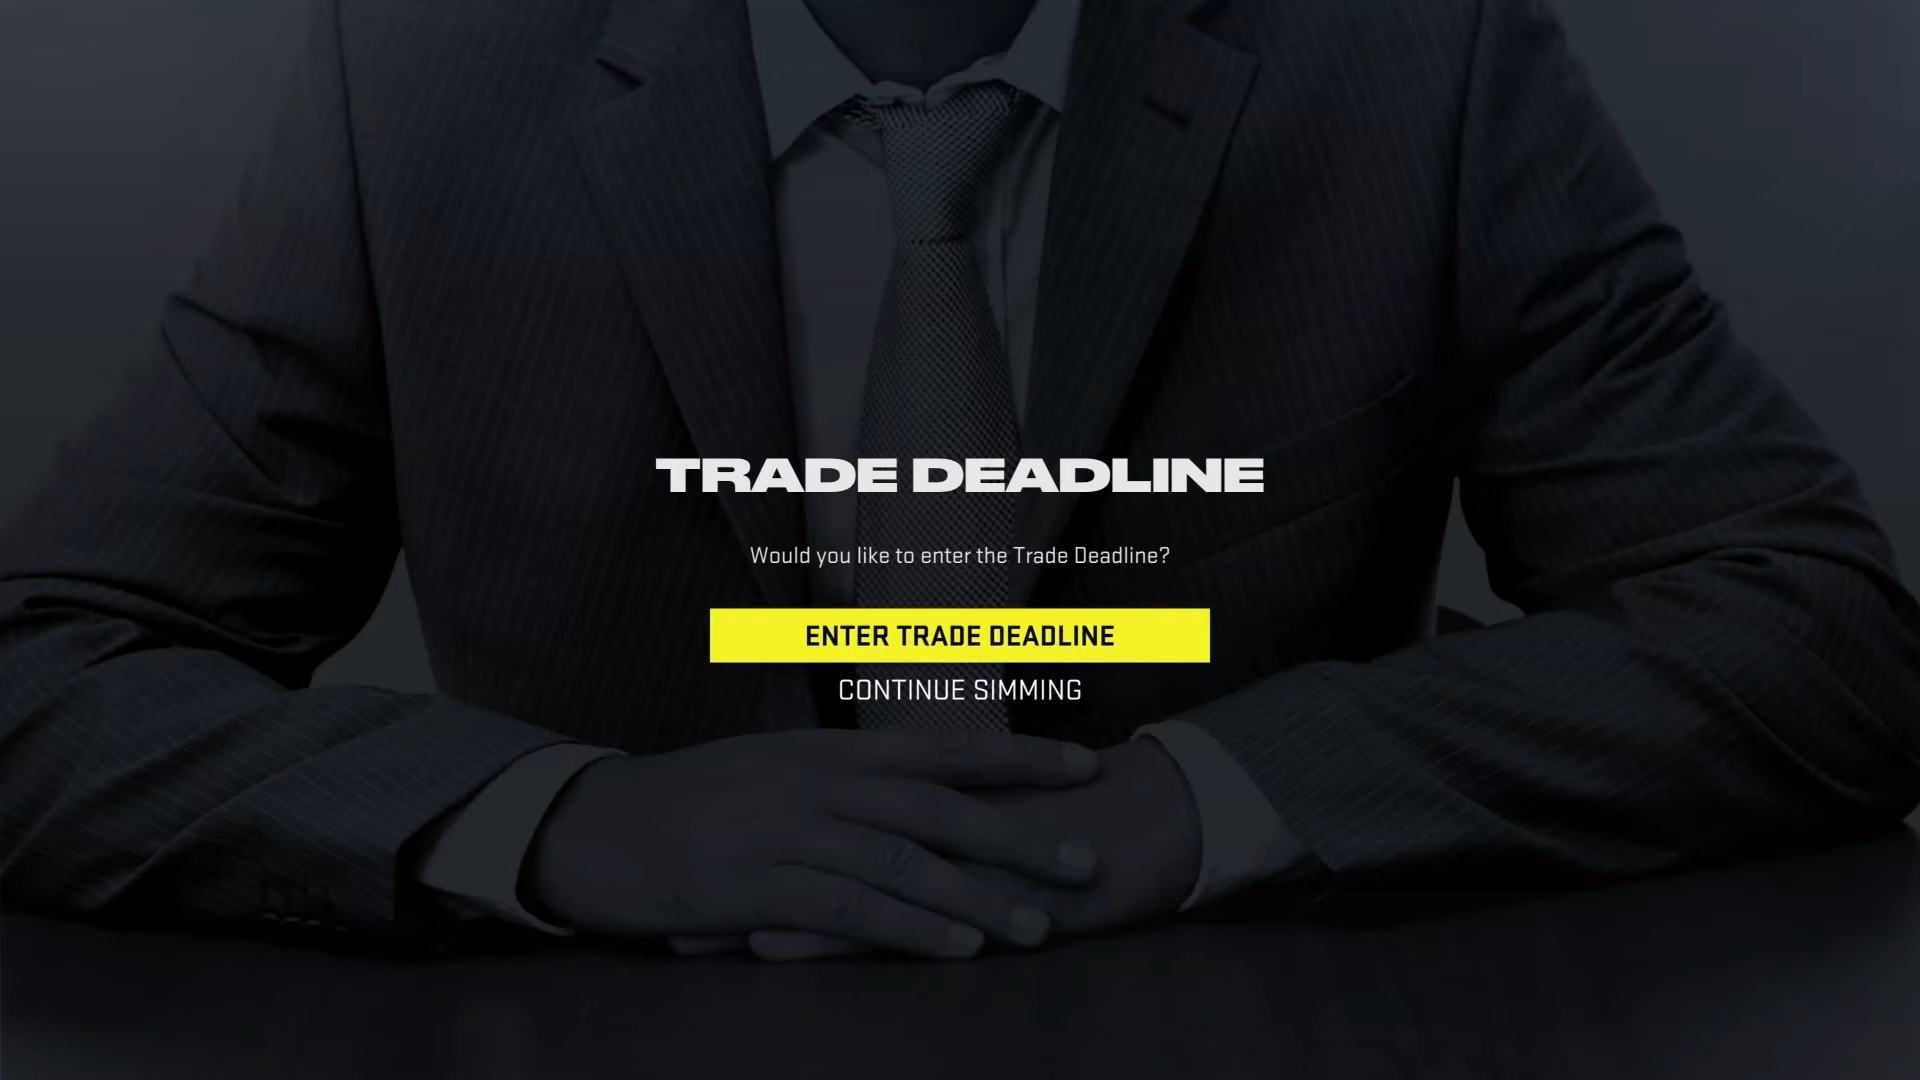 TRADE DEADLINE
Would you like to enter the Trade Deadline?
ENTER TRADE DEADLINE
CONTINUE SIMMING